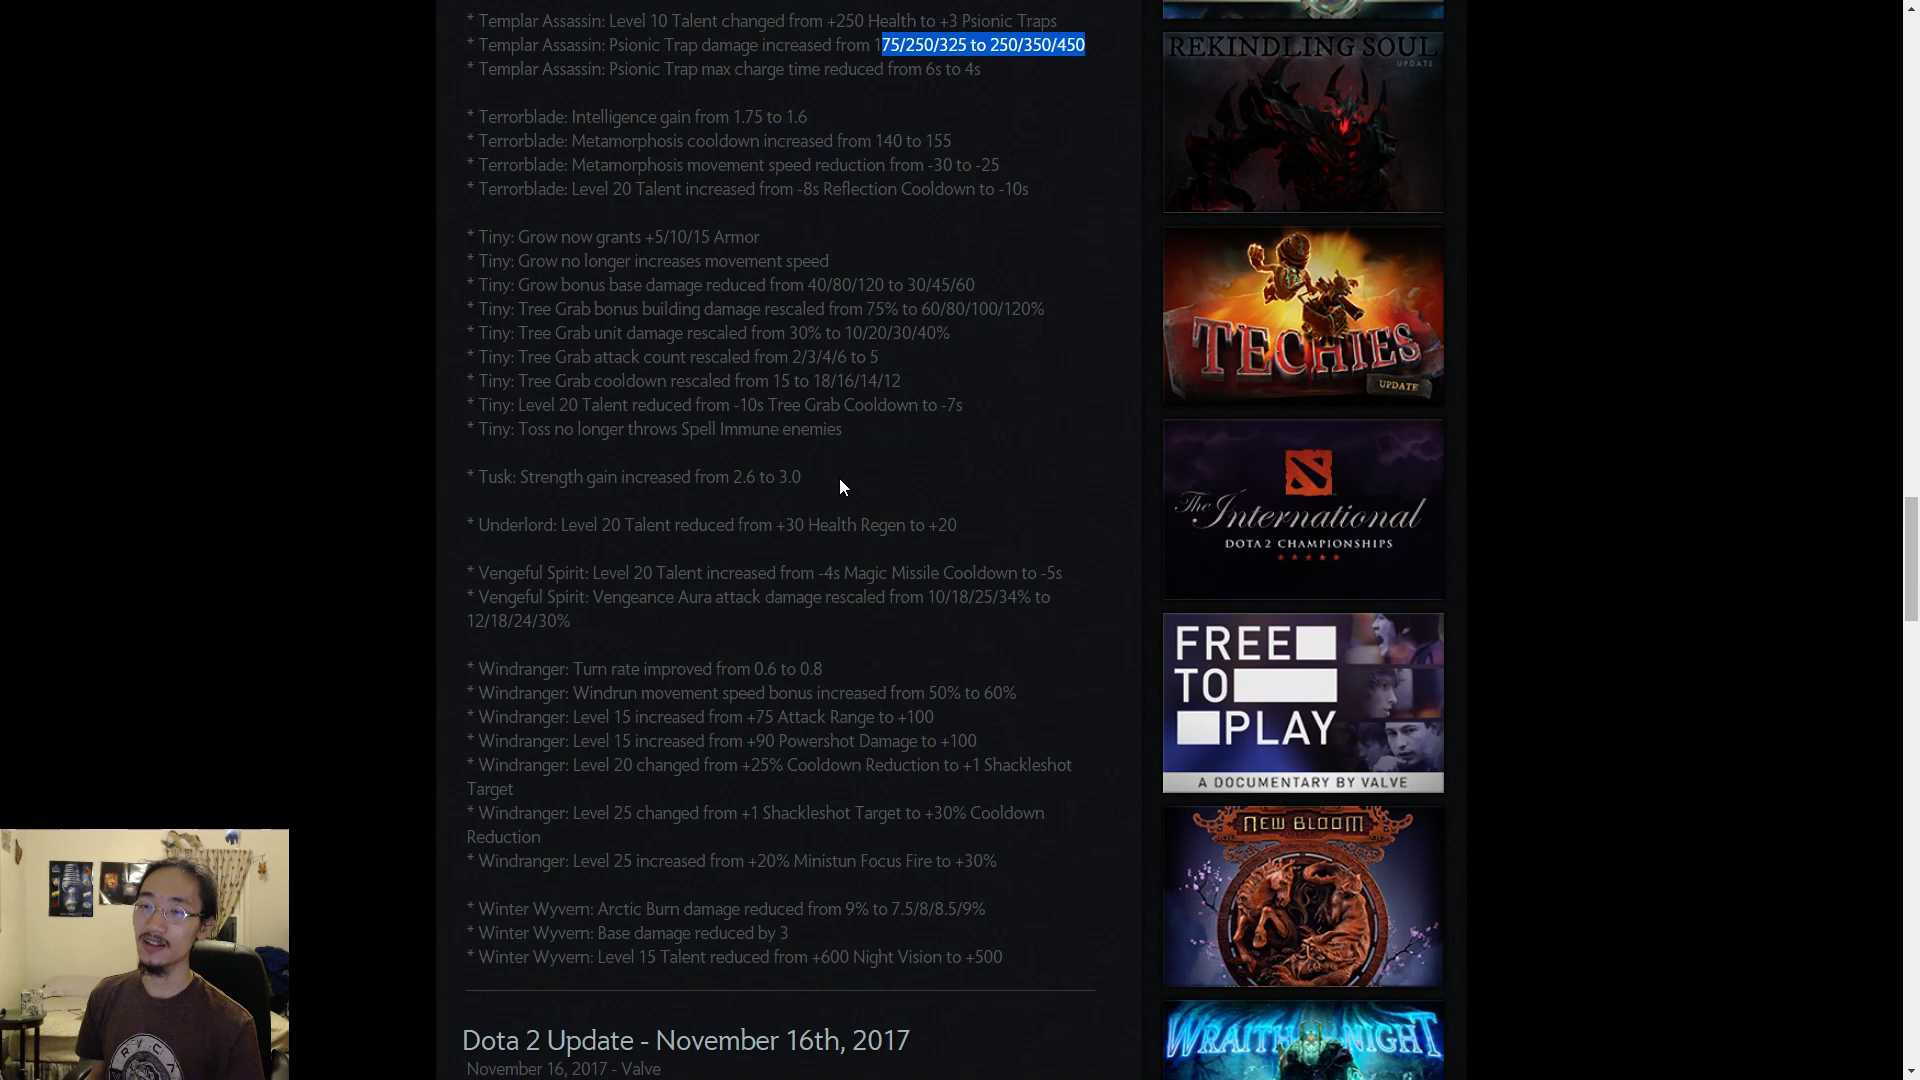 * Templar Assassin: Level 10 Talent changed from +250 Health to +3 Psionic Traps
* Templar Assassin: Psionic Trap damage increased from 175/250/325 to 250/350/450
* Templar Assassin: Psionic Trap max charge time reduced from 6s to 4s
* Terrorblade: Intelligence gain from 1.75 to 1.6
* Terrorblade: Metamorphosis cooldown increased from 140 to 155
* Terrorblade: Metamorphosis movement speed reduction from -30 to -25
* Terrorblade: Level 20 Talent increased from -8s Reflection Cooldown to -10s
* Tiny: Grow now grants +5/10/15 Armor
* Tiny: Grow no longer increases movement speed
* Tiny: Grow bonus base damage reduced from 40/80/120 to 30/45/60
* Tiny: Tree Grab bonus building damage rescaled from 75% to 60/80/100/120%
* Tiny: Tree Grab unit damage rescaled from 30% to 10/20/30/40%
* Tiny: Tree Grab attack count rescaled from 2/3/4/6 to 5
* Tiny: Tree Grab cooldown rescaled from 15 to 18/16/14/12
* Tiny: Level 20 Talent reduced from -10s Tree Grab Cooldown to -7s
* Tiny: Toss no longer throws Spell Immune enemies
* Tusk: Strength gain increased from 2.6 to 3.0
* Underlord: Level 20 Talent reduced from +30 Health Regen to +20
* Vengeful Spirit: Level 20 Talent increased from -4s Magic Missile Cooldown to -5s
* Vengeful Spirit: Vengeance Aura attack damage rescaled from 10/18/25/34% to
12/18/24/30%
* Windranger: Turn rate improved from 0.6 to 0.8
* Windranger: Windrun movement speed bonus increased from 50% to 60%
* Windranger: Level 15 increased from +75 Attack Range to +100
* Windranger: Level 15 increased from +90 Powershot Damage to +100
* Windranger: Level 20 changed from +25% Cooldown Reduction to +1 Shackleshot
Target
* Windranger: Level 25 changed from +1 Shackleshot Target to +30% Cooldown
Reduction
* Windranger: Level 25 increased from +20% Ministun Focus Fire to +30%
* Winter Wyvern: Arctic Burn damage reduced from 9% to 7.5/8/8.5/9%
* Winter Wyvern: Base damage reduced by 3
* Winter Wyvern: Level 15 Talent reduced from +600 Night Vision to +500
Dota 2 Update - November 16th, 2017
November 16, 2017 - Valve
REKINDLING SOUL
UPDATE
TECHIES
UPDATE
The International
DOTA 2 CHAMPIONSHIPS
FREE
TO
PLAY
A DOCUMENTARY BY VALVE
NEW BLOOM
WRAITH NIGHT